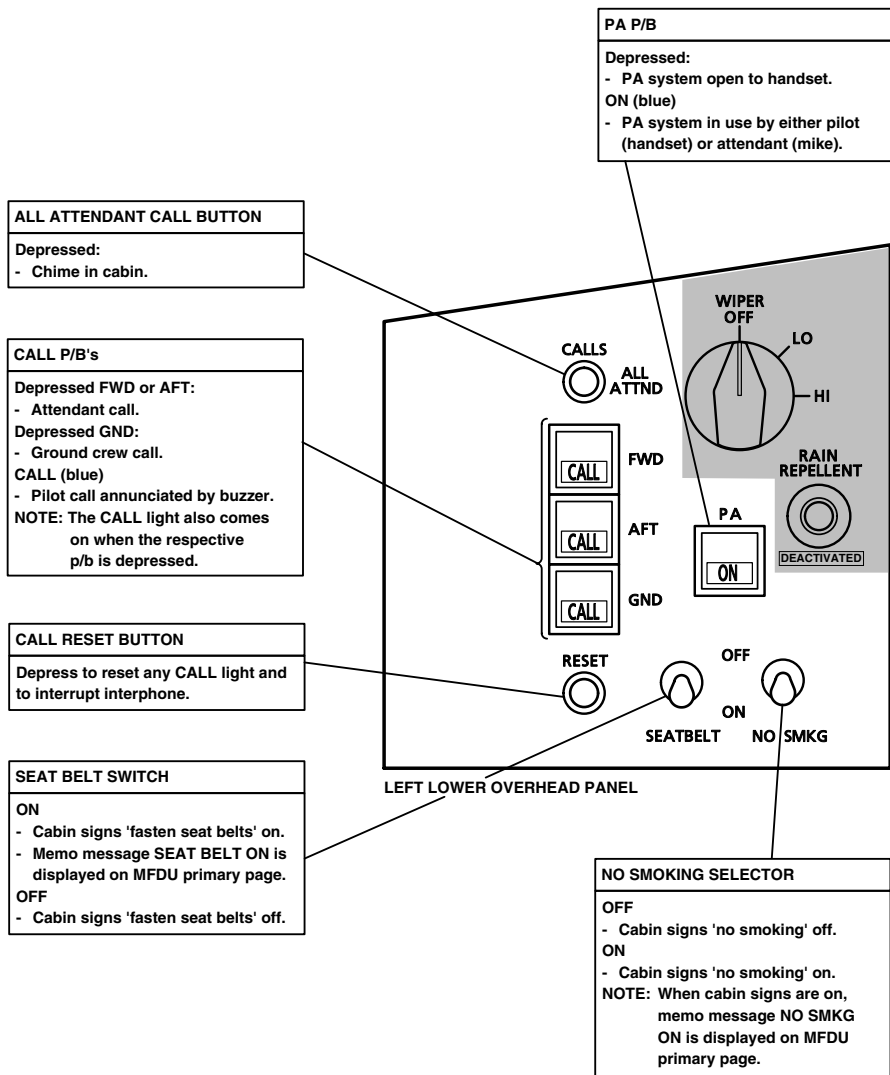 PA P/B
Depressed:
- PA system open to handset.
ON (blue)
- PA system in use by either pilot
(handset) or attendant (mike).
ALL ATTENDANT CALL BUTTON
Depressed:
- Chime in cabin.
CALL P/B's
Depressed FWD or AFT:
- Attendant call.
Depressed GND:
- Ground crew call.
CALL (blue)
- Pilot call annunciated by buzzer.
NOTE: The CALL light also comes
on when the respective
p/b is depressed.
CALL RESET BUTTON
Depress to reset any CALL light and
to interrupt interphone.
SEAT BELT SWITCH
ON
- Cabin signs 'fasten seat belts' on.
- Memo message SEAT BELT ON is
displayed on MFDU primary page.
OFF
- Cabin signs 'fasten seat belts' off.
WIPER
OFF
LO
HI
CALLS
ALL
ATTND
CALL
FWD
CALL
AFT
CALL
GND
RAIN
REPELLENT
DEACTIVATED
PA
ON
RESET
OFF
ON
SEATBELT
NO SMKG
LEFT LOWER OVERHEAD PANEL
NO SMOKING SELECTOR
OFF
- Cabin signs 'no smoking' off.
ON
- Cabin signs 'no smoking' on.
NOTE: When cabin signs are on,
memo message NO SMKG
ON is displayed on MFDU
primary page.